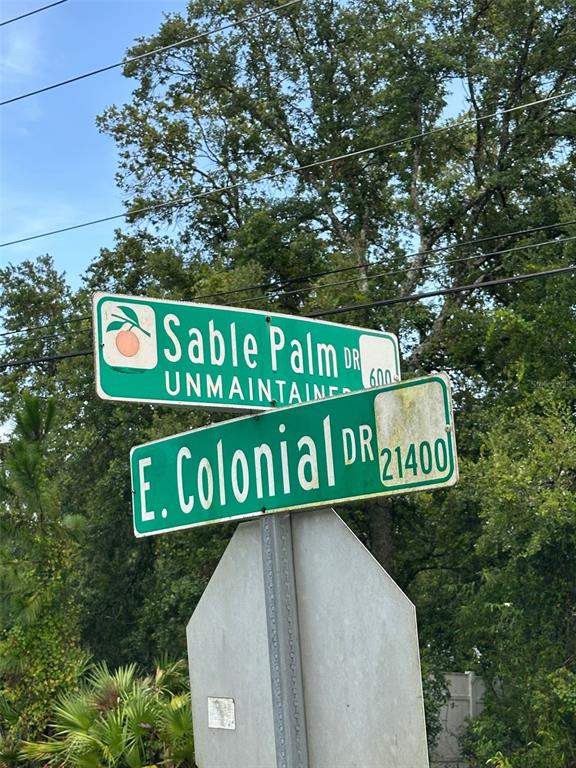 Sable Palm DR
600
UNMAINTAINED
E. Colonial DR
21400